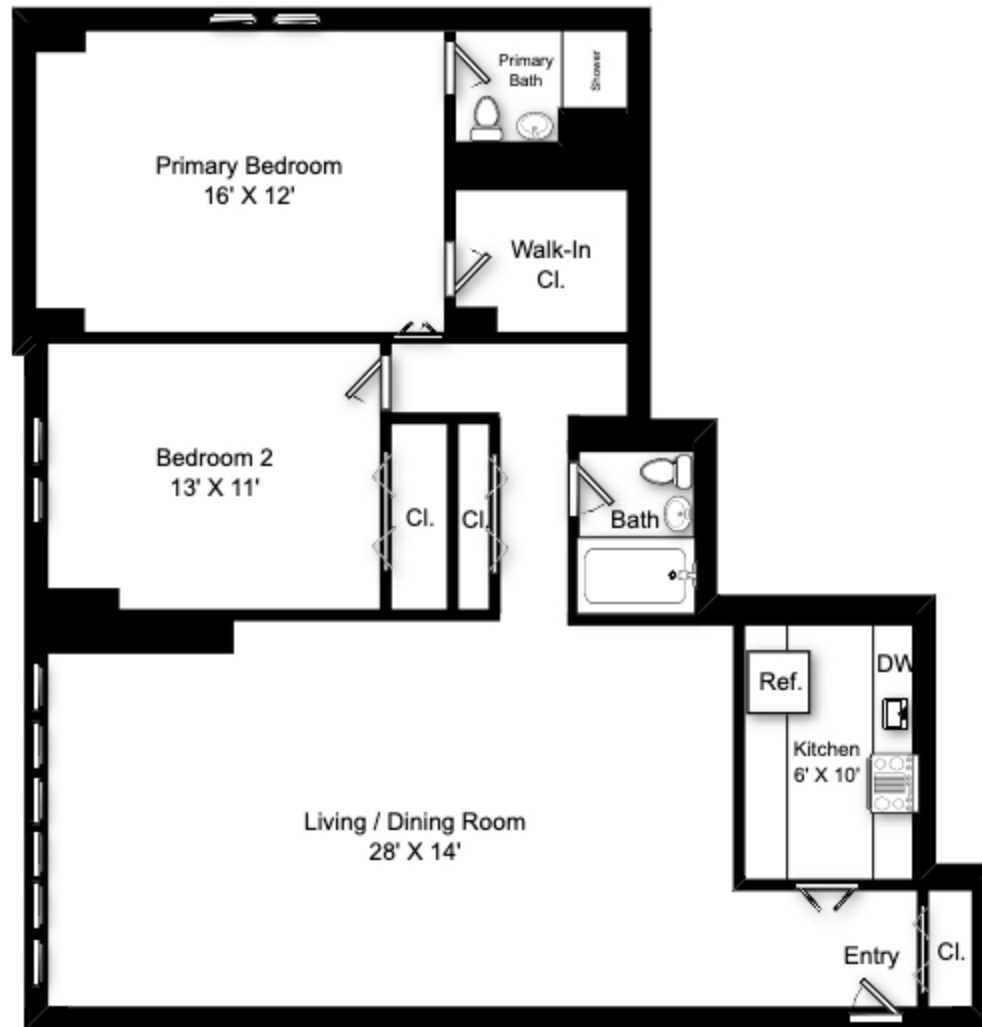 Primary
Bath
Shower
Primary Bedroom
16' X 12'
Walk-In
Cl.
Bedroom 2
13' X 11'
Cl.
Cl.
Bath
Ref.
DW
Kitchen
6' X 10'
Living / Dining Room
28' X 14'
Entry
Cl.